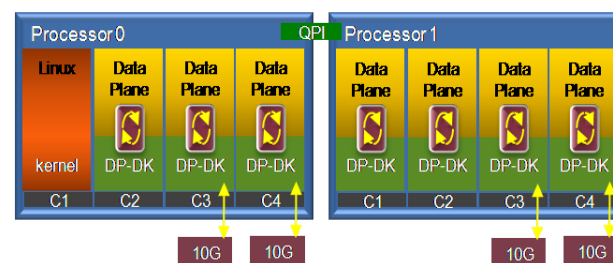 Processor 0
QPI
Processor 1
Linux
Data Plane
Data Plane
Data Plane
Data Plane
Data Plane
Data Plane
Data Plane
kernel
DP-DK
DP-DK
DP-DK
DP-DK
DP-DK
DP-DK
DP-DK
C1
C2
C3
C4
C1
C2
C3
C4
10G
10G
10G
10G